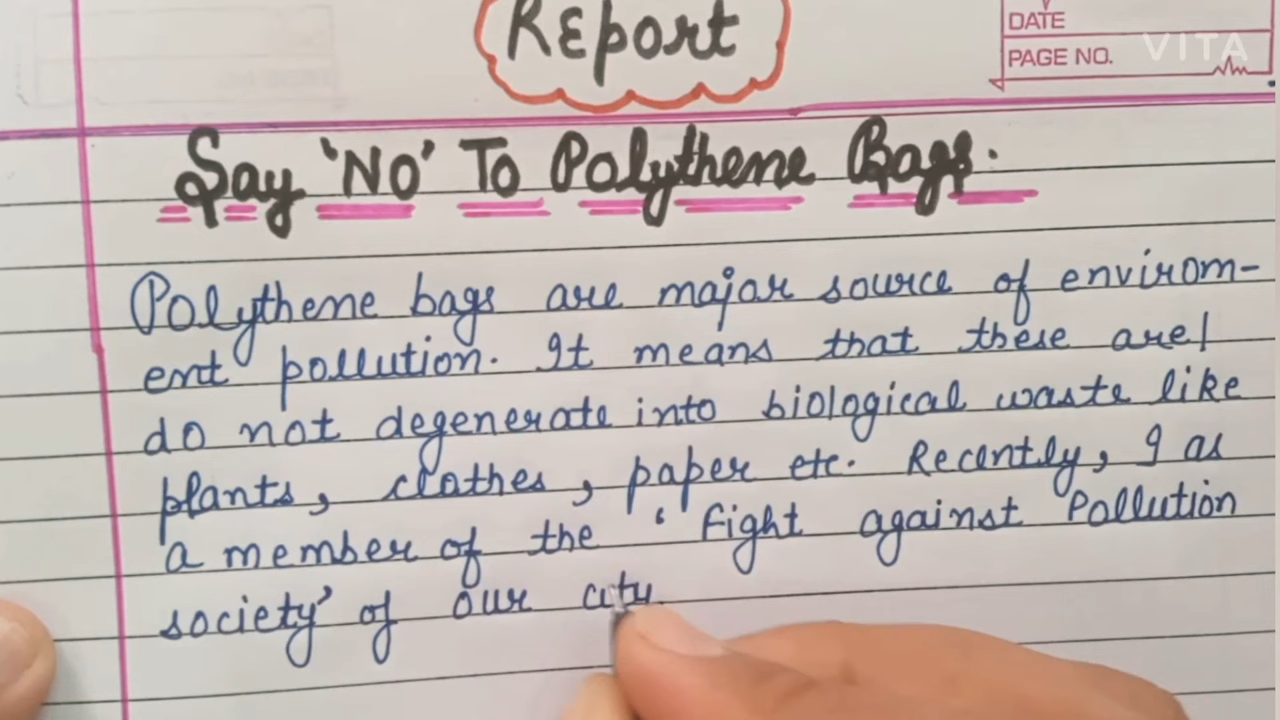 Report
DATE
PAGE NO.
VITA
Say 'NO' To Polythene Bags.
Polythene bags are major source of environm-
ent pollution. It means that these are
do not degenerate into biological waste like
plants, clothes, paper etc. Recently, I as
a member of the ' Fight against Pollution
society' of our city